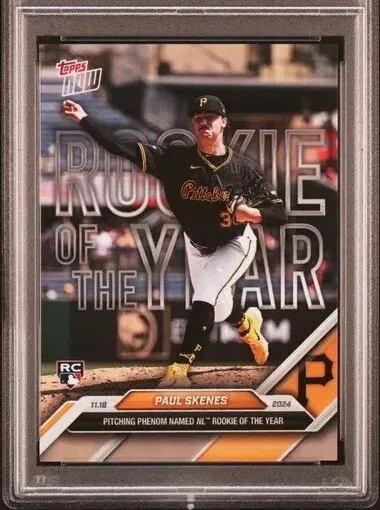 Topps
NOW
P
ROOKIE
OF
THE YEAR
Pittsburgh
30
RC
11.18
PAUL SKENES
2024
P
PITCHING PHENOM NAMED NL™ ROOKIE OF THE YEAR